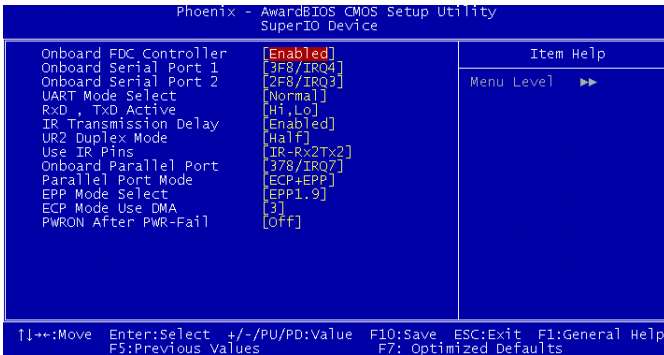 Phoenix - AwardBIOS CMOS Setup Utility
SuperIO Device
Onboard FDC Controller [Enabled]
Onboard Serial Port 1 [3F8/IRQ4]
Onboard Serial Port 2 [2F8/IRQ3]
UART Mode Select [Normal]
RxD , TxD Active [Hi,Lo]
IR Transmission Delay [Enabled]
UR2 Duplex Mode [Half]
Use IR Pins [IR-Rx2Tx2]
Onboard Parallel Port [378/IRQ7]
Parallel Port Mode [ECP+EPP]
EPP Mode Select [EPP1.9]
ECP Mode Use DMA [3]
PWRON After PWR-Fail [Off]
Item Help
Menu Level ▶▶
↑↓→←:Move Enter:Select +/-/PU/PD:Value F10:Save ESC:Exit F1:General Help
F5:Previous Values F7: Optimized Defaults